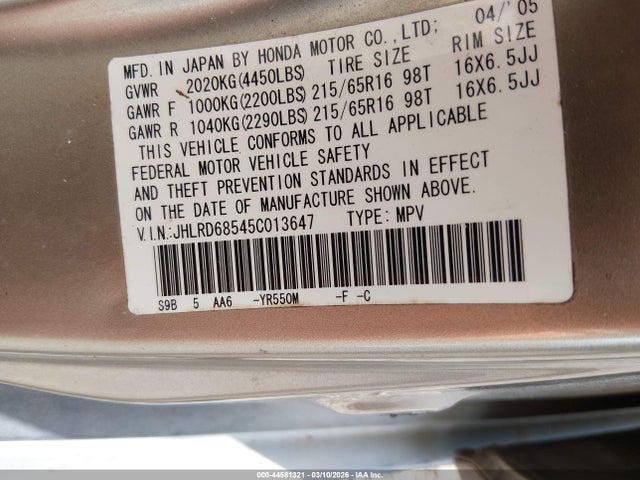 MFD. IN JAPAN BY HONDA MOTOR CO., LTD; 04/'05
GVWR 2020KG(4450LBS) TIRE SIZE RIM SIZE
GAWR F 1000KG(2200LBS) 215/65R16 98T 16X6.5JJ
GAWR R 1040KG(2290LBS) 215/65R16 98T 16X6.5JJ
THIS VEHICLE CONFORMS TO ALL APPLICABLE
FEDERAL MOTOR VEHICLE SAFETY
AND THEFT PREVENTION STANDARDS IN EFFECT
ON THE DATE OF MANUFACTURE SHOWN ABOVE.
V.I.N.:JHLRD68545C013647 TYPE: MPV
S9B 5 AA6 -YR550M -F -C
000-44581321 - 03/10/2026 - IAA Inc.